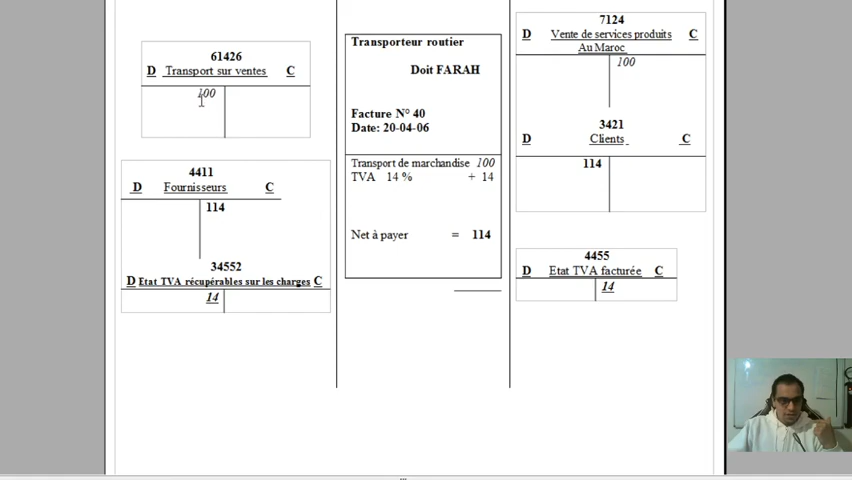 61426
D Transport sur ventes C
100
4411
D Fournisseurs C
114
34552
D Etat TVA récupérables sur les charges C
14
Transporteur routier
Doit FARAH
Facture N° 40
Date: 20-04-06
Transport de marchandise 100
TVA 14 % + 14
Net à payer = 114
7124
D Vente de services produits C
Au Maroc
100
3421
D Clients C
114
4455
D Etat TVA facturée C
14